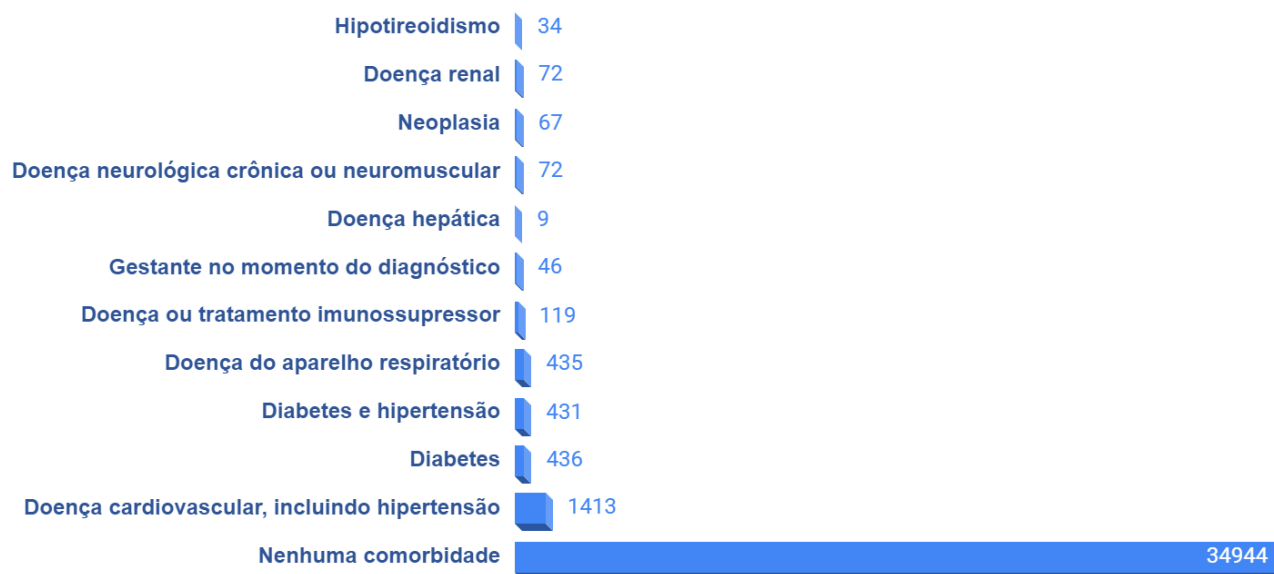 Hipotireoidismo 34
Doença renal 72
Neoplasia 67
Doença neurológica crônica ou neuromuscular 72
Doença hepática 9
Gestante no momento do diagnóstico 46
Doença ou tratamento imunossupressor 119
Doença do aparelho respiratório 435
Diabetes e hipertensão 431
Diabetes 436
Doença cardiovascular, incluindo hipertensão 1413
Nenhuma comorbidade 34944